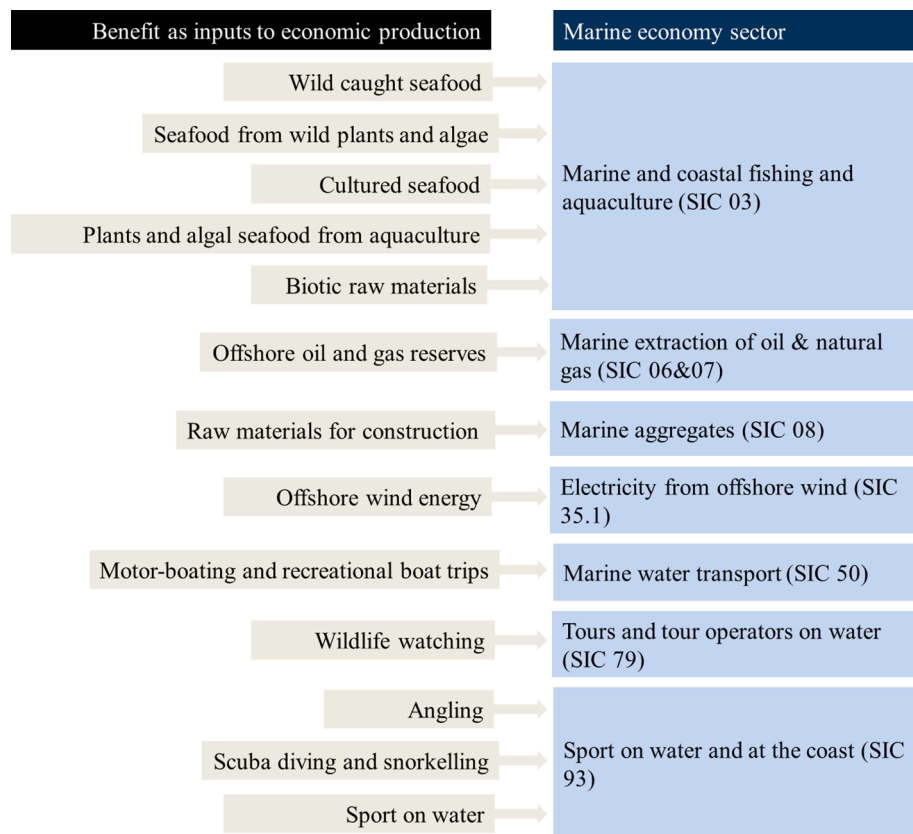 Benefit as inputs to economic production
Marine economy sector
Wild caught seafood
Seafood from wild plants and algae
Cultured seafood
Plants and algal seafood from aquaculture
Biotic raw materials
Marine and coastal fishing and
aquaculture (SIC 03)
Offshore oil and gas reserves
Marine extraction of oil & natural
gas (SIC 06&07)
Raw materials for construction
Marine aggregates (SIC 08)
Offshore wind energy
Electricity from offshore wind (SIC
35.1)
Motor-boating and recreational boat trips
Marine water transport (SIC 50)
Wildlife watching
Tours and tour operators on water
(SIC 79)
Angling
Scuba diving and snorkelling
Sport on water
Sport on water and at the coast (SIC
93)